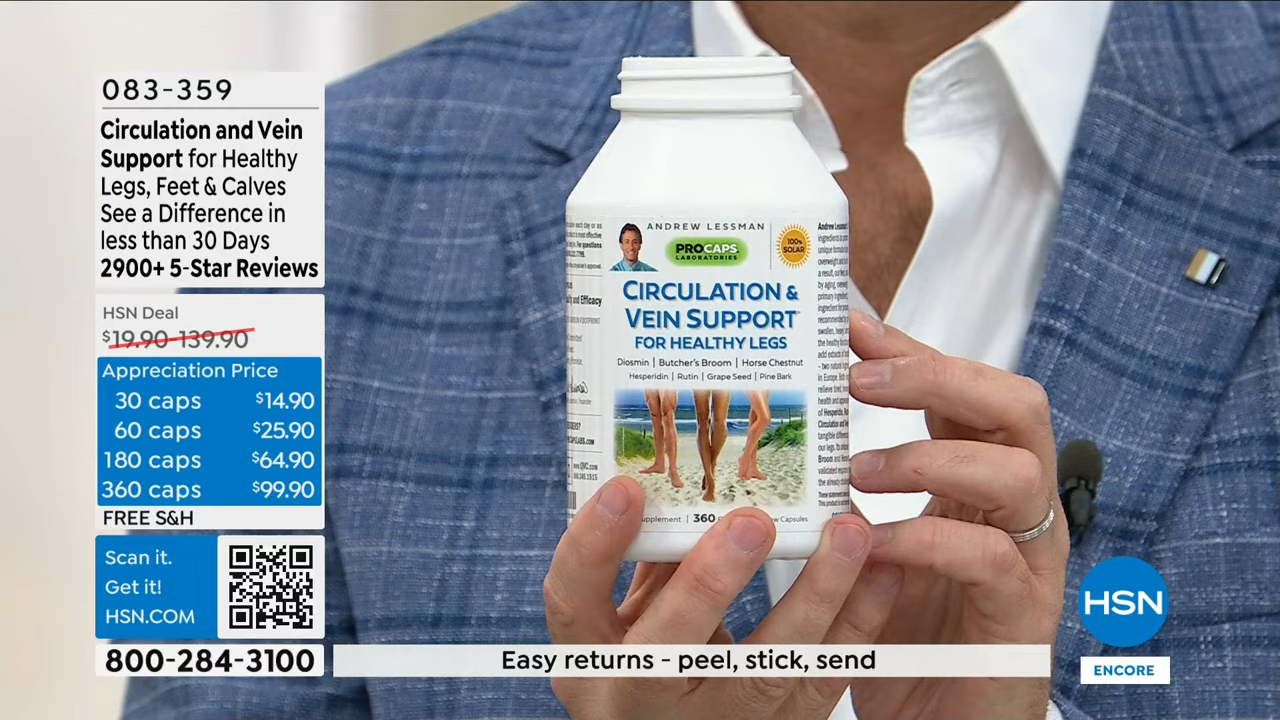 083-359
Circulation and Vein
Support for Healthy
Legs, Feet & Calves
See a Difference in
less than 30 Days
2900+ 5-Star Reviews
HSN Deal
$19.90-139.90
Appreciation Price
30 caps $14.90
60 caps $25.90
180 caps $64.90
360 caps $99.90
FREE S&H
Scan it.
Get it!
HSN.COM
800-284-3100
Easy returns - peel, stick, send
HSN
ENCORE
ANDREW LESSMAN
PROCAPS
LABORATORIES
100%
SOLAR
CIRCULATION &
VEIN SUPPORT
FOR HEALTHY LEGS
Diosmin | Butcher's Broom | Horse Chestnut
Hesperidin | Rutin | Grape Seed | Pine Bark
360
Capsules